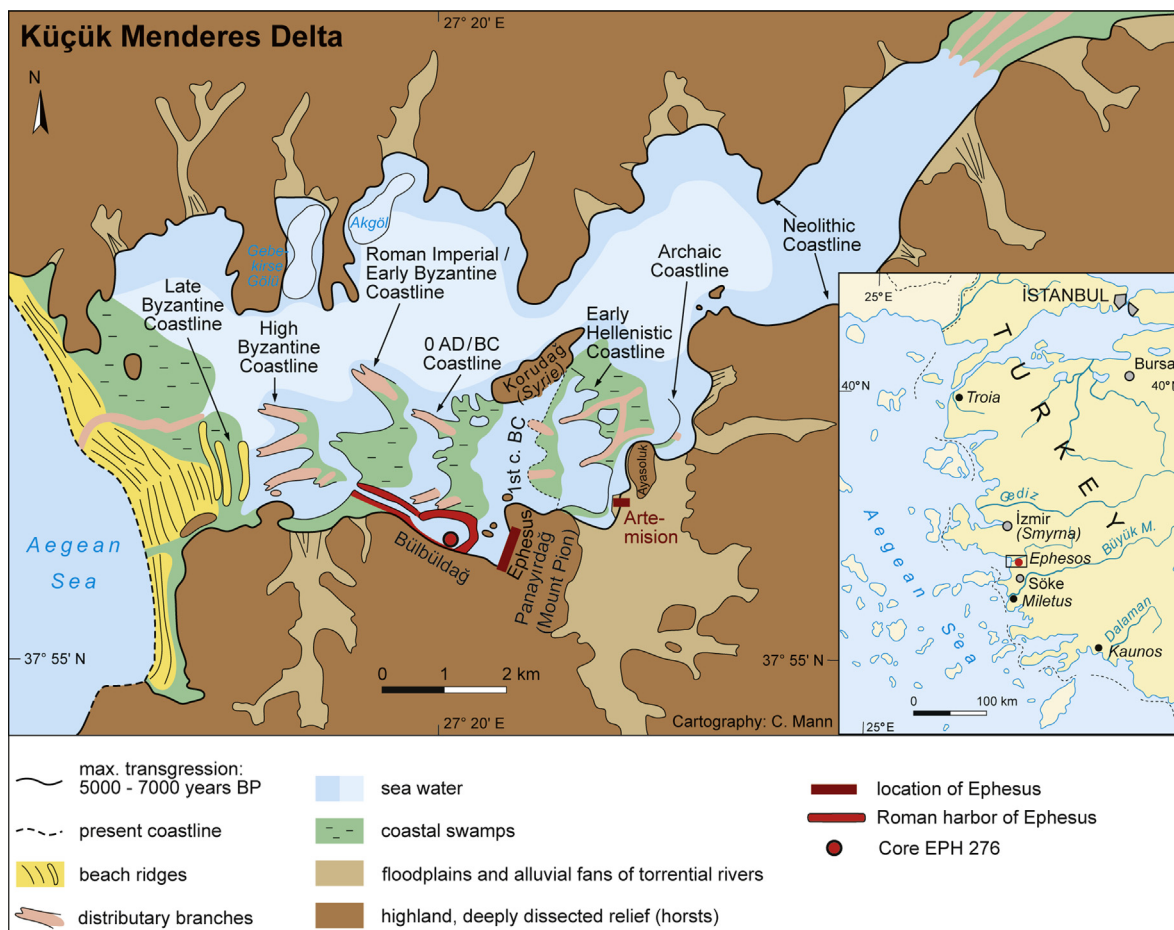 27° 20' E
Küçük Menderes Delta
N
Akgöl
Gebe-
kirse
Gölü
Late
Byzantine
Coastline
High
Byzantine
Coastline
Roman Imperial /
Early Byzantine
Coastline
0 AD/BC
Coastline
Korudağ
(Syrie)
Early
Hellenistic
Coastline
Archaic
Coastline
Neolithic
Coastline
1st c. BC
Ayasoluk
Arte-
mision
Bülbüldağ
Ephesus
Panayırdağ
(Mount Pion)
Aegean
Sea
37° 55' N
0 1 2 km
37° 55' N
27° 20' E
Cartography: C. Mann
25° E
İSTANBUL
Bursa
40° N
40° N
Troia
TURKEY
Gediz
İzmir
(Smyrna)
Büyük M.
Ephesos
Söke
Miletus
Dalaman
Kaunos
Aegean Sea
0 100 km
25° E
max. transgression:
5000 - 7000 years BP
present coastline
beach ridges
distributary branches
sea water
coastal swamps
floodplains and alluvial fans of torrential rivers
highland, deeply dissected relief (horsts)
location of Ephesus
Roman harbor of Ephesus
Core EPH 276